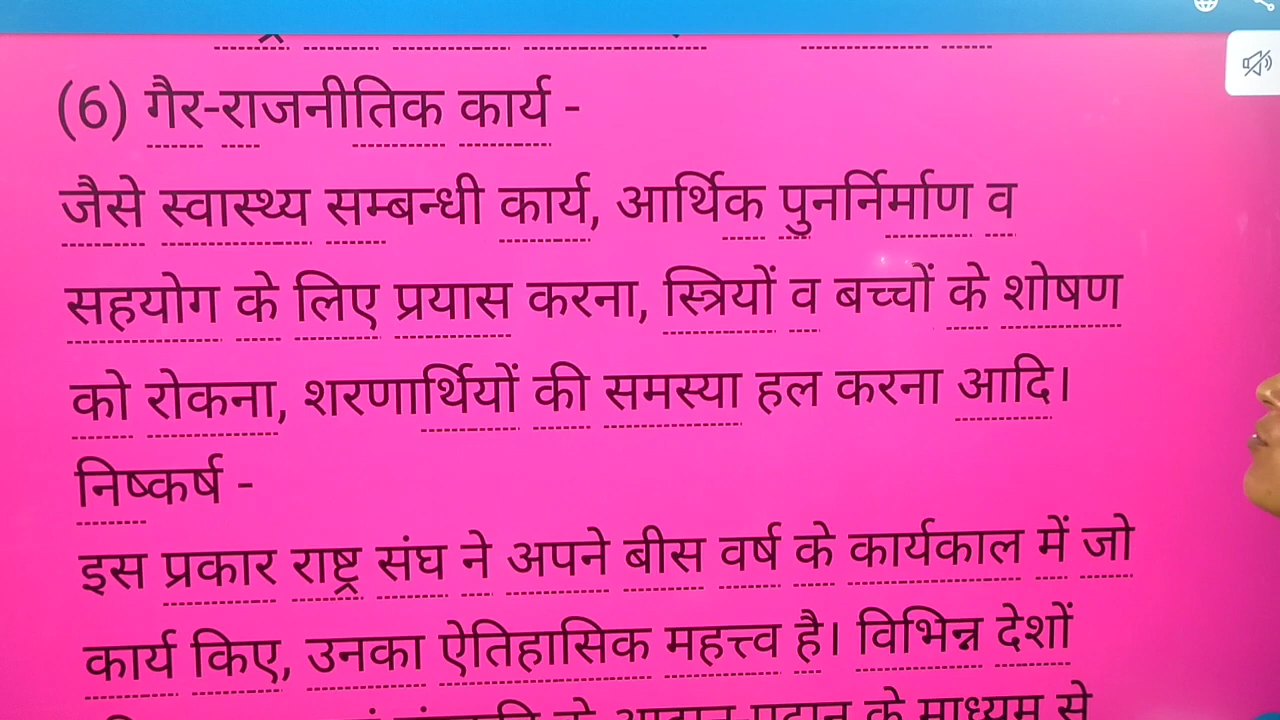 (6) गैर-राजनीतिक कार्य -
जैसे स्वास्थ्य सम्बन्धी कार्य, आर्थिक पुनर्निर्माण व
सहयोग के लिए प्रयास करना, स्त्रियों व बच्चों के शोषण
को रोकना, शरणार्थियों की समस्या हल करना आदि।
निष्कर्ष -
इस प्रकार राष्ट्र संघ ने अपने बीस वर्ष के कार्यकाल में जो
कार्य किए, उनका ऐतिहासिक महत्त्व है। विभिन्न देशों
के माध्यम से